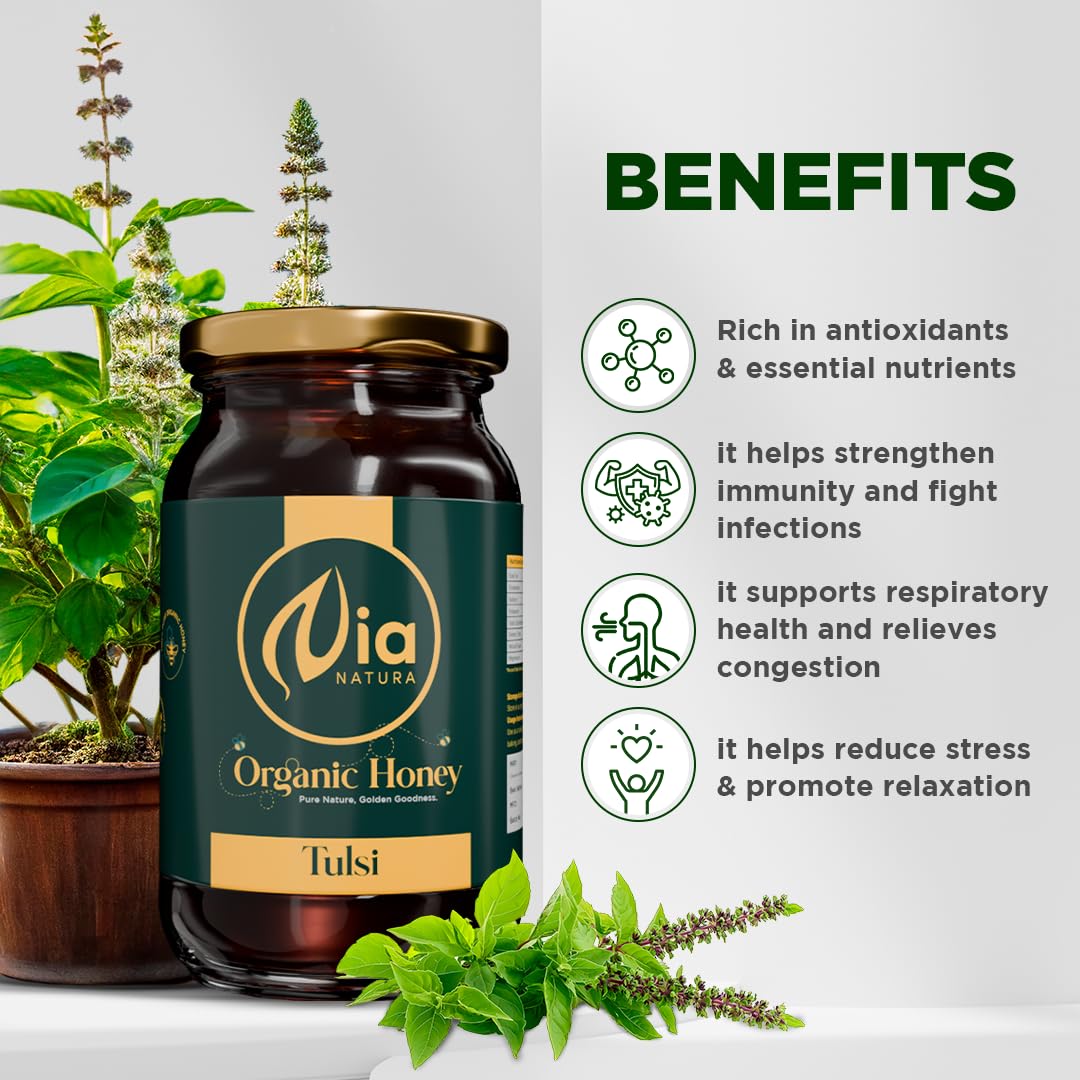 BENEFITS
Rich in antioxidants
& essential nutrients
it helps strengthen
immunity and fight
infections
it supports respiratory
health and relieves
congestion
it helps reduce stress
& promote relaxation
Nia
NATURA
Organic Honey
Pure Nature, Golden Goodness.
Tulsi